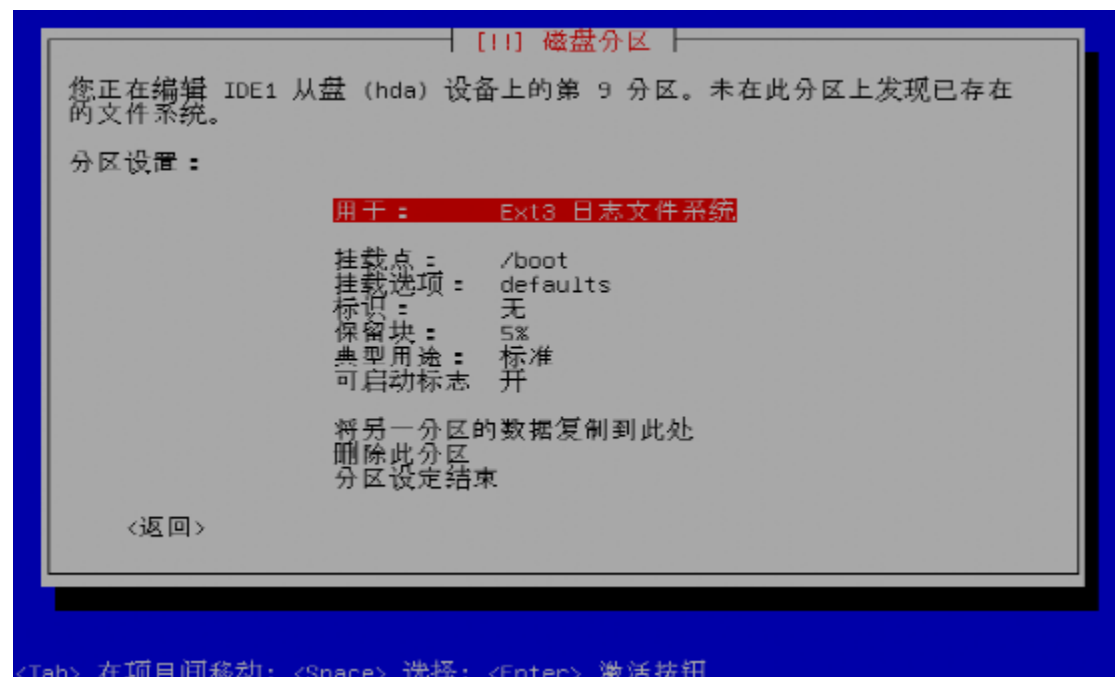 [!!] 磁盘分区
您正在编辑 IDE1 从盘 (hda) 设备上的第 9 分区。未在此分区上发现已存在
的文件系统。
分区设置：
用于： Ext3 日志文件系统
挂载点： /boot
挂载选项： defaults
标识： 无
保留块： 5%
典型用途： 标准
可启动标志 开
将另一分区的数据复制到此处
删除此分区
分区设定结束
<返回>
<Tab> 在项目间移动; <Space> 选择; <Enter> 激活按钮